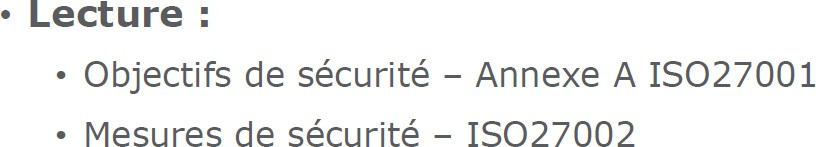 • Lecture :
• Objectifs de sécurité – Annexe A ISO27001
• Mesures de sécurité – ISO27002